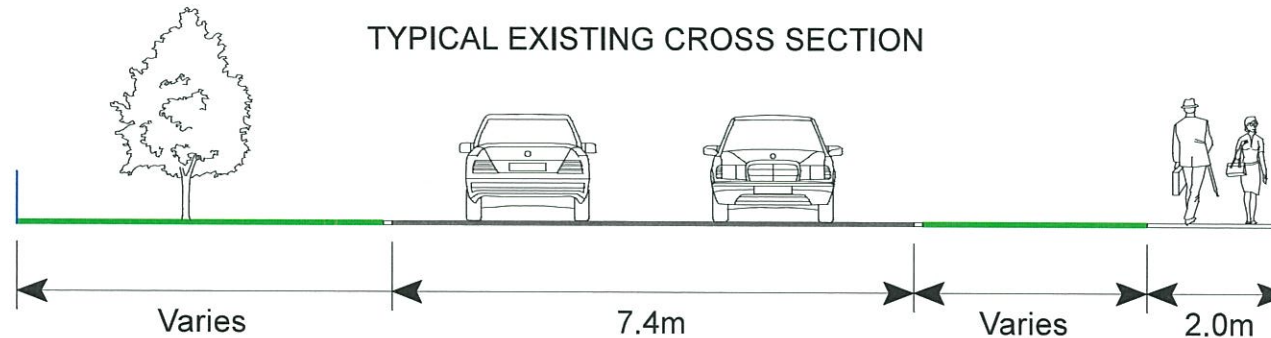 TYPICAL EXISTING CROSS SECTION
Varies
7.4m
Varies
2.0m